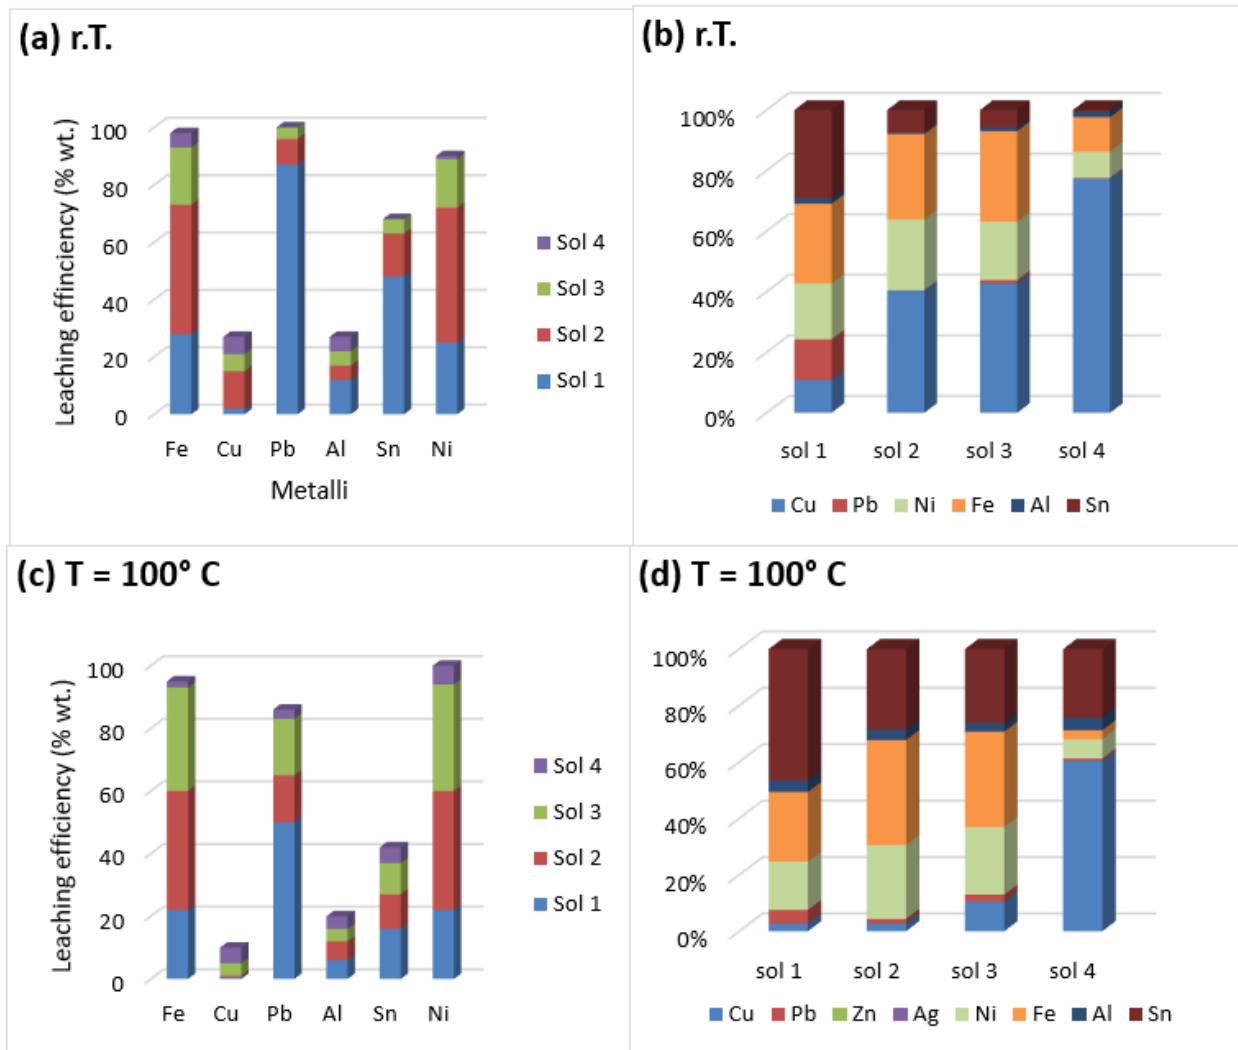 (a) r.T.
Leaching effinciency (% wt.)
100
80
60
40
20
0
Fe Cu Pb Al Sn Ni
Metalli
Sol 4
Sol 3
Sol 2
Sol 1
(b) r.T.
100%
80%
60%
40%
20%
0%
sol 1 sol 2 sol 3 sol 4
Cu Pb Ni Fe Al Sn
(c) T = 100° C
Leaching efficiency (% wt.)
100
80
60
40
20
0
Fe Cu Pb Al Sn Ni
Sol 4
Sol 3
Sol 2
Sol 1
(d) T = 100° C
100%
80%
60%
40%
20%
0%
sol 1 sol 2 sol 3 sol 4
Cu Pb Zn Ag Ni Fe Al Sn